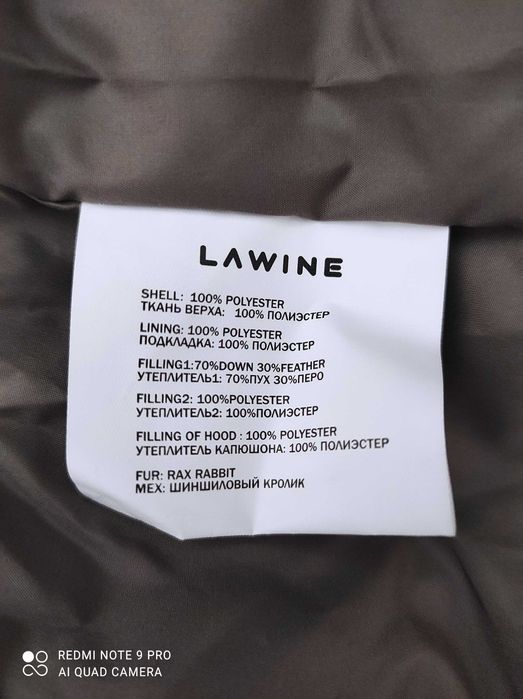 LAWINE
SHELL: 100% POLYESTER
ТКАНЬ ВЕРХА: 100% ПОЛИЭСТЕР
LINING: 100% POLYESTER
ПОДКЛАДКА: 100% ПОЛИЭСТЕР
FILLING1:70%DOWN 30%FEATHER
УТЕПЛИТЕЛЬ1: 70%ПУХ 30%ПЕРО
FILLING2: 100%POLYESTER
УТЕПЛИТЕЛЬ2: 100%ПОЛИЭСТЕР
FILLING OF HOOD : 100% POLYESTER
УТЕПЛИТЕЛЬ КАПЮШОНА: 100% ПОЛИЭСТЕР
FUR: RAX RABBIT
МЕХ: ШИНШИЛОВЫЙ КРОЛИК
REDMI NOTE 9 PRO
AI QUAD CAMERA